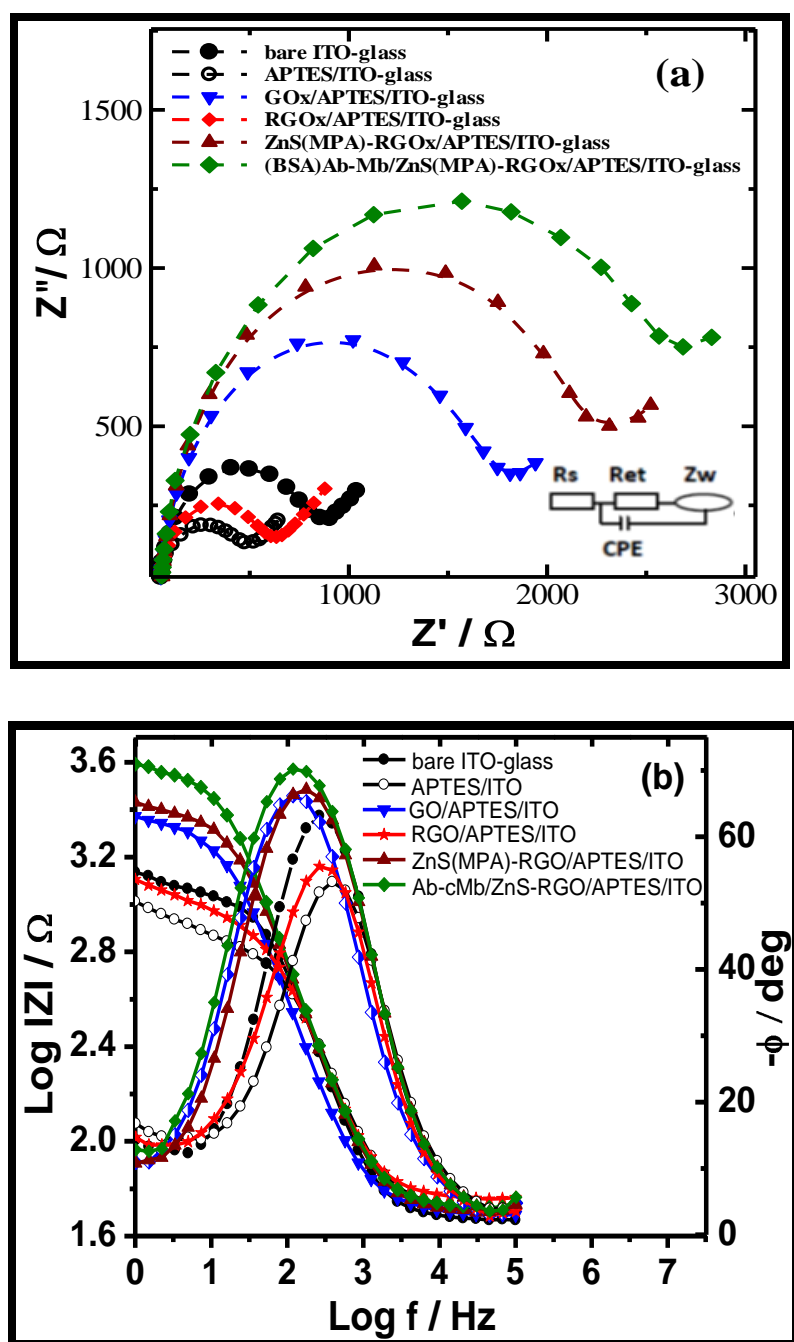 (a)
bare ITO-glass
APTES/ITO-glass
GOx/APTES/ITO-glass
RGOx/APTES/ITO-glass
ZnS(MPA)-RGOx/APTES/ITO-glass
(BSA)Ab-Mb/ZnS(MPA)-RGOx/APTES/ITO-glass
1500
1000
500
Z"/ Ω
Rs Ret Zw
CPE
1000 2000 3000
Z' / Ω
(b)
bare ITO-glass
APTES/ITO
GO/APTES/ITO
RGO/APTES/ITO
ZnS(MPA)-RGO/APTES/ITO
Ab-cMb/ZnS-RGO/APTES/ITO
3.6
3.2
2.8
2.4
2.0
1.6
Log IZI / Ω
60
40
20
0
-ϕ / deg
0 1 2 3 4 5 6 7
Log f / Hz